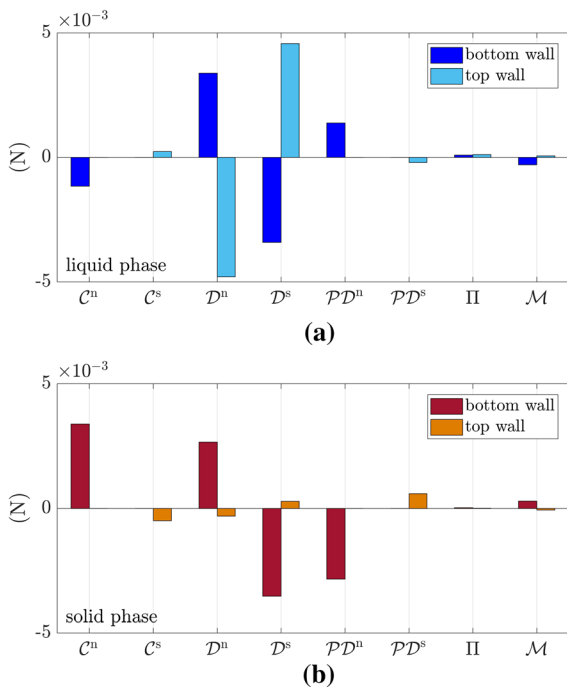 ×10⁻³
5
0
-5
(N)
bottom wall
top wall
liquid phase
𝒞ⁿ 𝒞ˢ 𝒟ⁿ 𝒟ˢ 𝒫𝒟ⁿ 𝒫𝒟ˢ Π ℳ
(a)
×10⁻³
5
0
-5
(N)
bottom wall
top wall
solid phase
𝒞ⁿ 𝒞ˢ 𝒟ⁿ 𝒟ˢ 𝒫𝒟ⁿ 𝒫𝒟ˢ Π ℳ
(b)